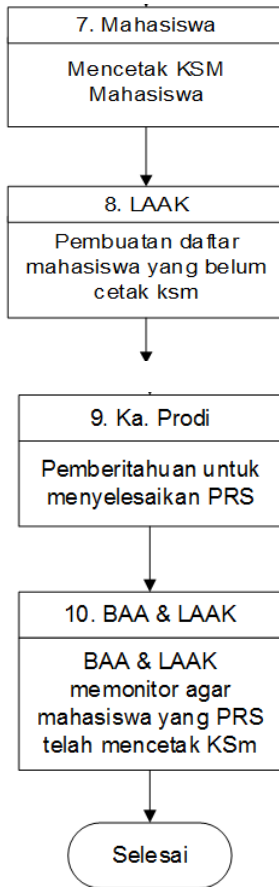 7. Mahasiswa
Mencetak KSM
Mahasiswa
8. LAAK
Pembuatan daftar
mahasiswa yang belum
cetak ksm
9. Ka. Prodi
Pemberitahuan untuk
menyelesaikan PRS
10. BAA & LAAK
BAA & LAAK
memonitor agar
mahasiswa yang PRS
telah mencetak KSm
Selesai